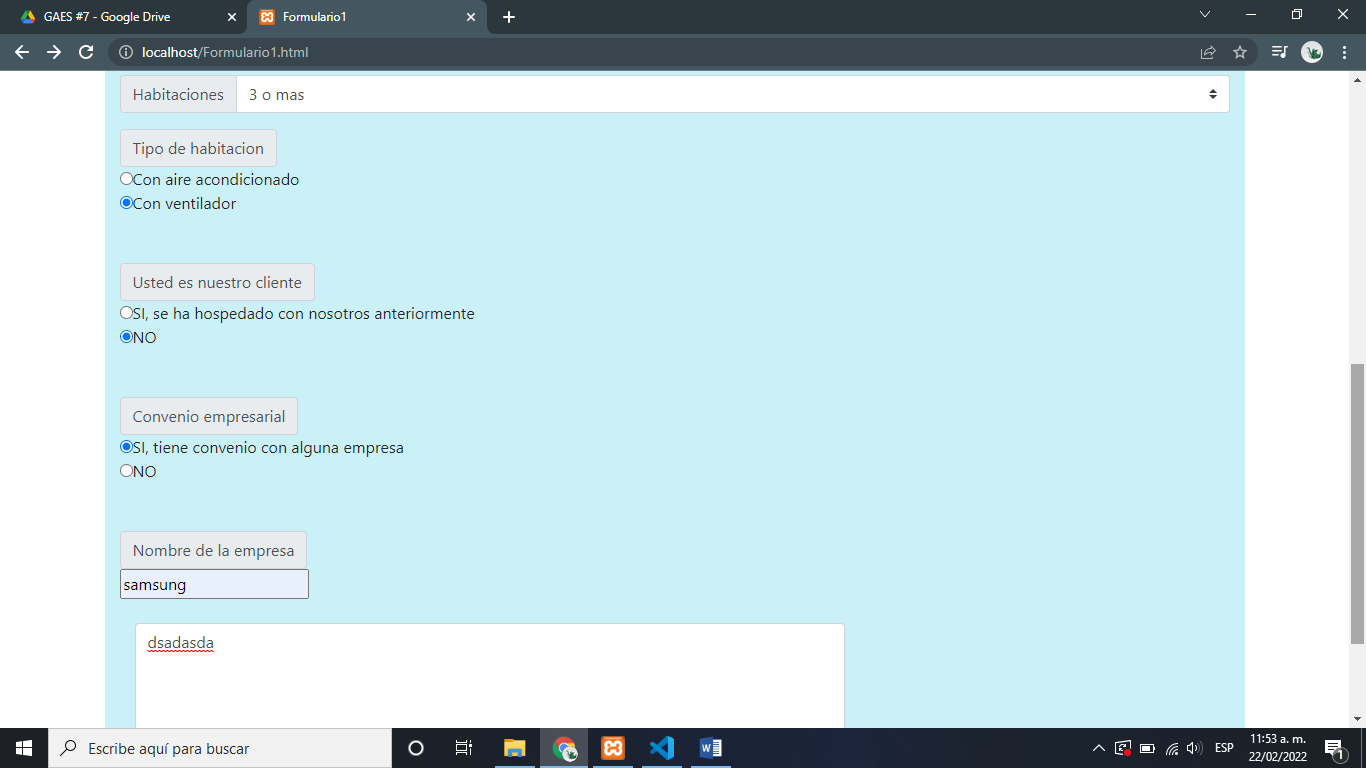 GAES #7 - Google Drive
Formulario1
localhost/Formulario1.html
Habitaciones
3 o mas
Tipo de habitacion
Con aire acondicionado
Con ventilador
Usted es nuestro cliente
SI, se ha hospedado con nosotros anteriormente
NO
Convenio empresarial
SI, tiene convenio con alguna empresa
NO
Nombre de la empresa
samsung
dsadasda
Escribe aquí para buscar
ESP
11:53 a. m.
22/02/2022
1